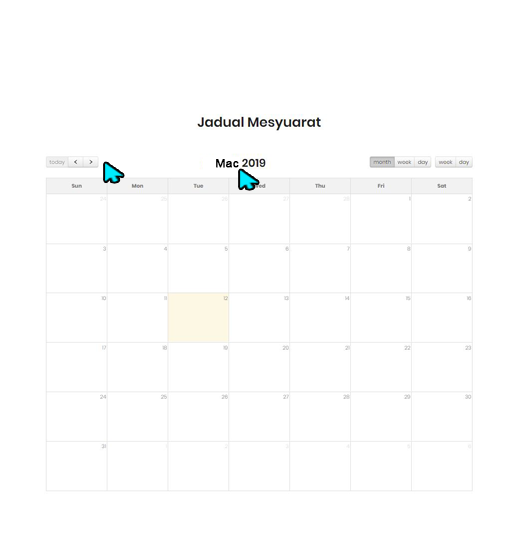 Jadual Mesyuarat
today < >
Mac 2019
month week day week day
Sun Mon Tue Wed Thu Fri Sat
24 25 26 27 28 1 2
3 4 5 6 7 8 9
10 11 12 13 14 15 16
17 18 19 20 21 22 23
24 25 26 27 28 29 30
31 1 2 3 4 5 6